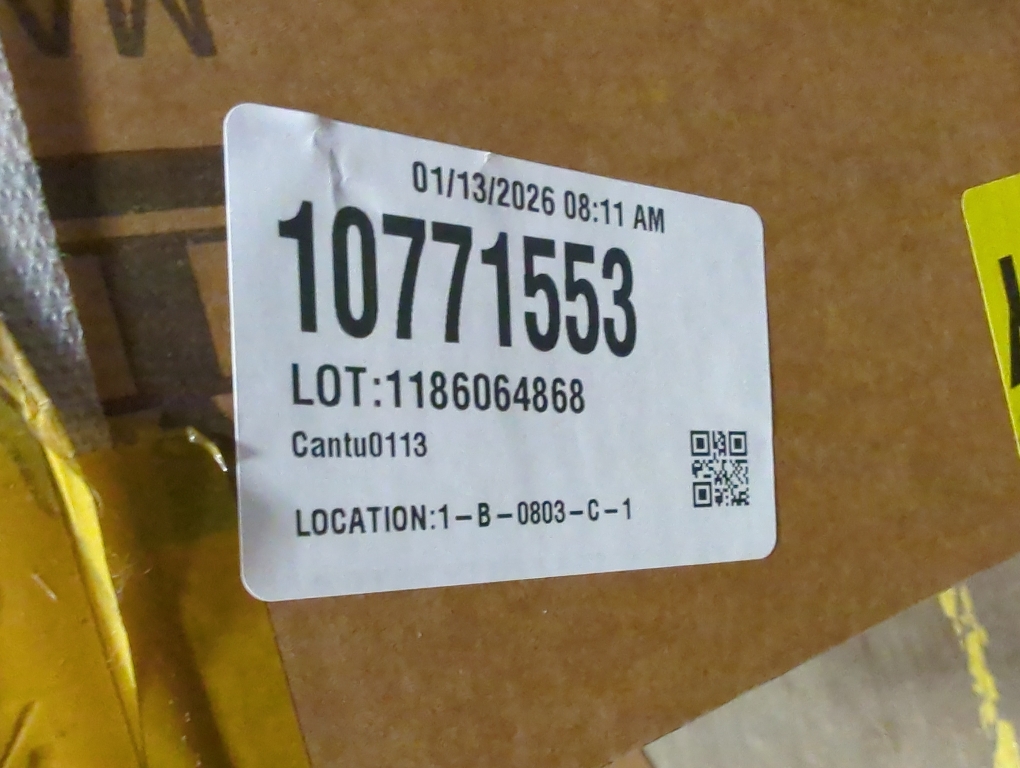 01/13/2026 08:11 AM
10771553
LOT:1186064868
Cantu0113
LOCATION:1-B-0803-C-1